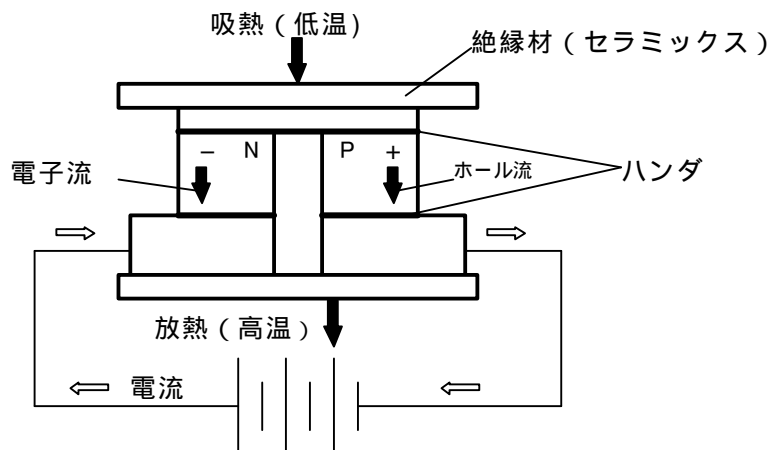 吸熱（低温)
絶縁材（セラミックス）
－ N P ＋
電子流
ホール流
ハンダ
放熱（高温）
電流